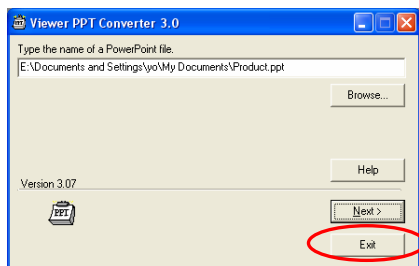 Viewer PPT Converter 3.0
Type the name of a PowerPoint file.
E:\Documents and Settings\yo\My Documents\Product.ppt
Browse...
Help
Version 3.07
PPT
Next >
Exit